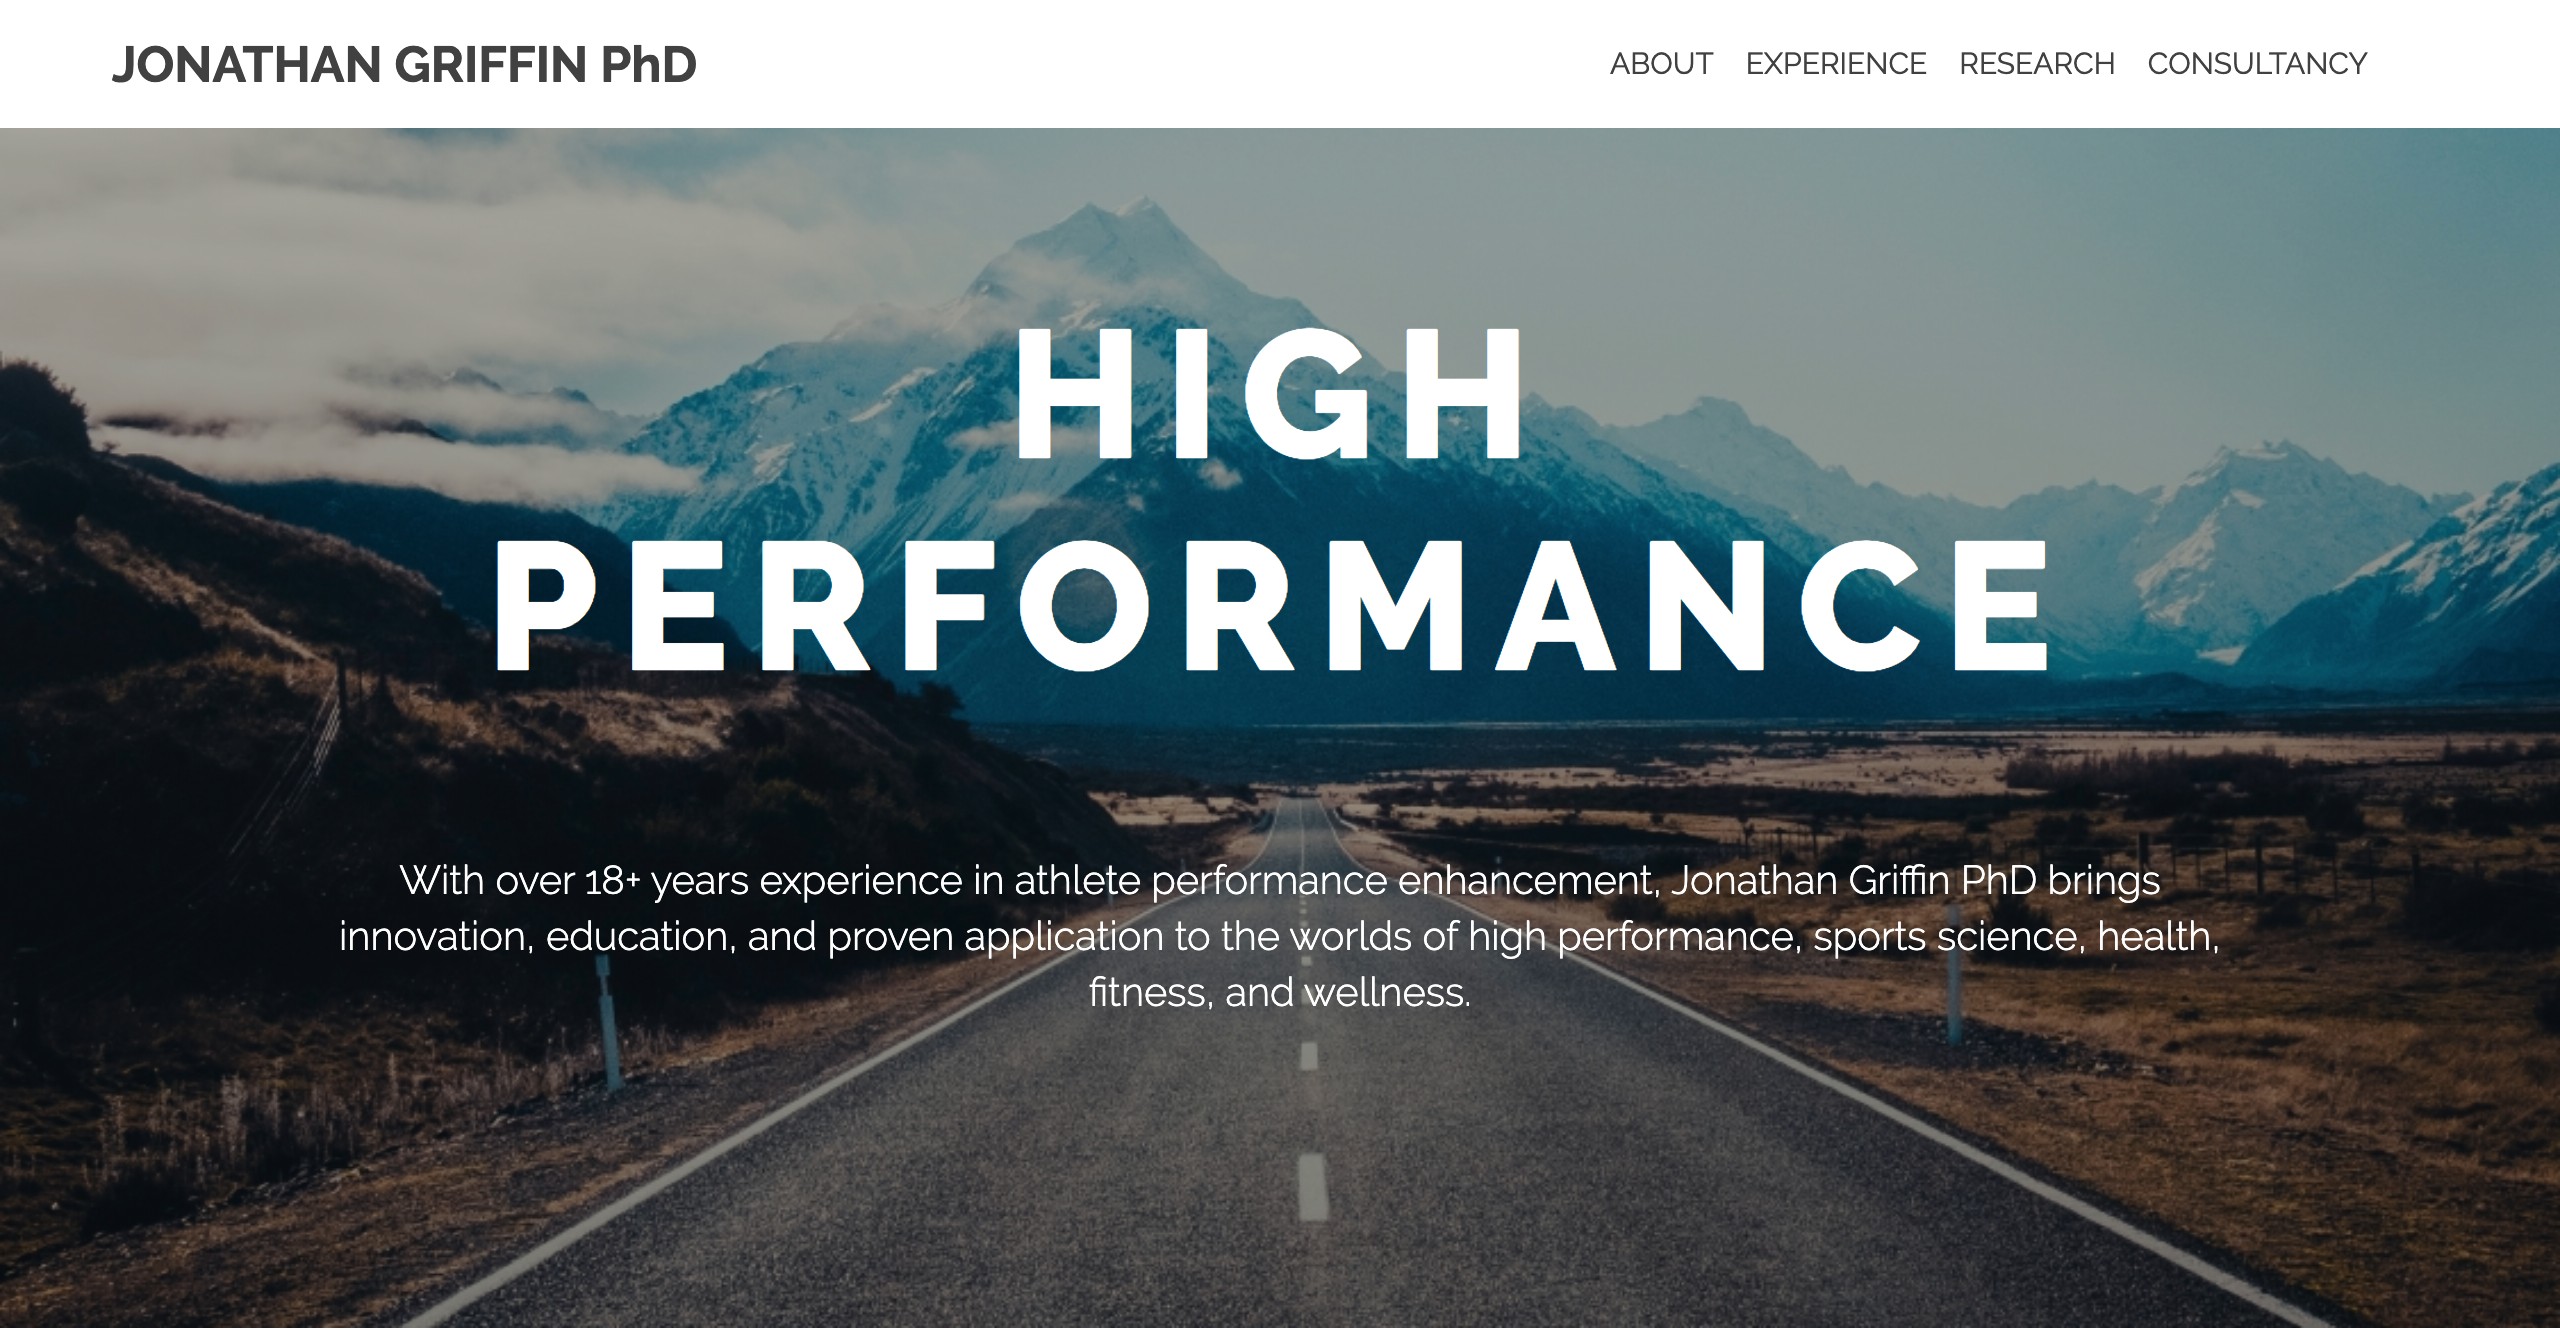 JONATHAN GRIFFIN PhD
ABOUT EXPERIENCE RESEARCH CONSULTANCY
HIGH
PERFORMANCE
With over 18+ years experience in athlete performance enhancement, Jonathan Griffin PhD brings
innovation, education, and proven application to the worlds of high performance, sports science, health,
fitness, and wellness.